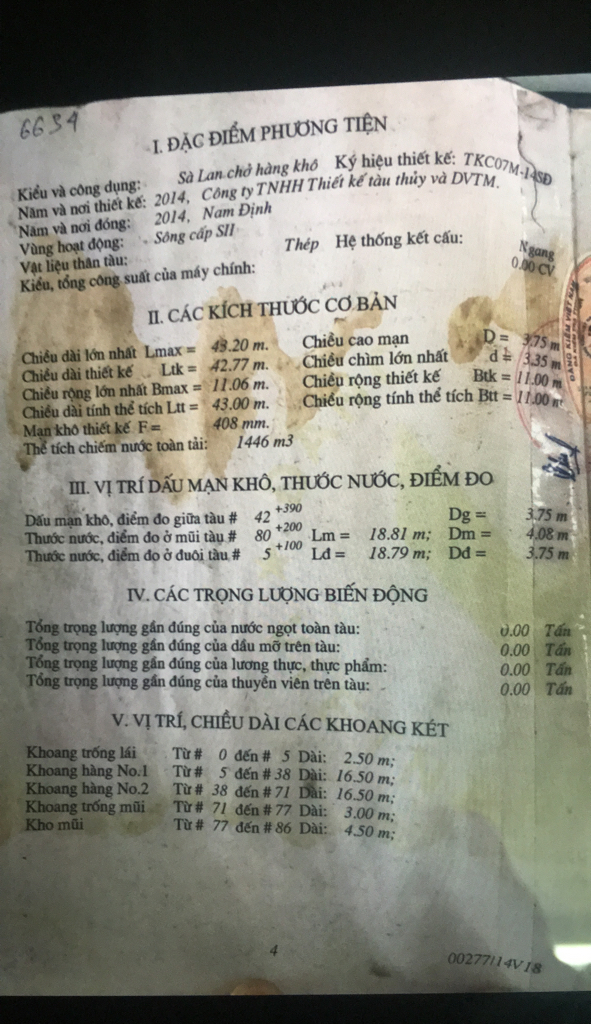 6634
I. ĐẶC ĐIỂM PHƯƠNG TIỆN
Kiểu và công dụng: Sà Lan chở hàng khô Ký hiệu thiết kế: TKC07M-14SĐ
Năm và nơi thiết kế: 2014, Công ty TNHH Thiết kế tàu thủy và DVTM.
Năm và nơi đóng: 2014, Nam Định
Vùng hoạt động: Sông cấp SII
Vật liệu thân tàu: Thép Hệ thống kết cấu: Ngang
Kiểu, tổng công suất của máy chính: 0.00 CV
II. CÁC KÍCH THƯỚC CƠ BẢN
Chiều dài lớn nhất Lmax = 43.20 m. Chiều cao mạn D = 3.75 m
Chiều dài thiết kế Ltk = 42.77 m. Chiều chìm lớn nhất d = 3.35 m
Chiều rộng lớn nhất Bmax = 11.06 m. Chiều rộng thiết kế Btk = 11.00 m
Chiều dài tính thể tích Ltt = 43.00 m. Chiều rộng tính thể tích Btt = 11.00 m
Mạn khô thiết kế F = 408 mm.
Thể tích chiếm nước toàn tải: 1446 m3
III. VỊ TRÍ DẤU MẠN KHÔ, THƯỚC NƯỚC, ĐIỂM ĐO
Dấu mạn khô, điểm đo giữa tàu # 42 +390 Dg = 3.75 m
Thước nước, điểm đo ở mũi tàu # 80 +200 Lm = 18.81 m; Dm = 4.08 m
Thước nước, điểm đo ở đuôi tàu # 5 +100 Lđ = 18.79 m; Dđ = 3.75 m
IV. CÁC TRỌNG LƯỢNG BIẾN ĐỘNG
Tổng trọng lượng gần đúng của nước ngọt toàn tàu: 0.00 Tấn
Tổng trọng lượng gần đúng của dầu mỡ trên tàu: 0.00 Tấn
Tổng trọng lượng gần đúng của lương thực, thực phẩm: 0.00 Tấn
Tổng trọng lượng gần đúng của thuyền viên trên tàu: 0.00 Tấn
V. VỊ TRÍ, CHIỀU DÀI CÁC KHOANG KÉT
Khoang trống lái Từ # 0 đến # 5 Dài: 2.50 m;
Khoang hàng No.1 Từ # 5 đến # 38 Dài: 16.50 m;
Khoang hàng No.2 Từ # 38 đến # 71 Dài: 16.50 m;
Khoang trống mũi Từ # 71 đến # 77 Dài: 3.00 m;
Kho mũi Từ # 77 đến # 86 Dài: 4.50 m;
4
00277/14V18